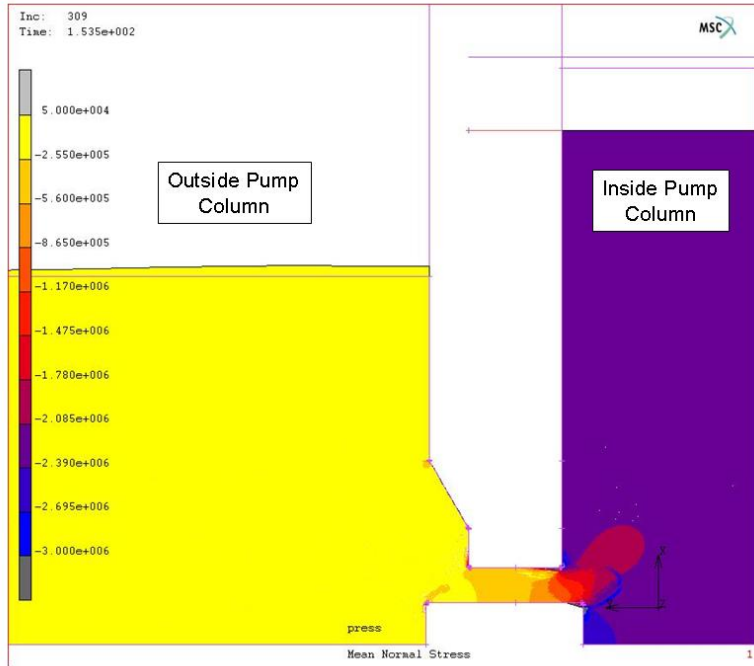 Inc: 309
Time: 1.535e+002
MSC
5.000e+004
-2.550e+005
-5.600e+005
-8.650e+005
-1.170e+006
-1.475e+006
-1.780e+006
-2.085e+006
-2.390e+006
-2.695e+006
-3.000e+006
Outside Pump
Column
Inside Pump
Column
X
Z
press
Mean Normal Stress
1